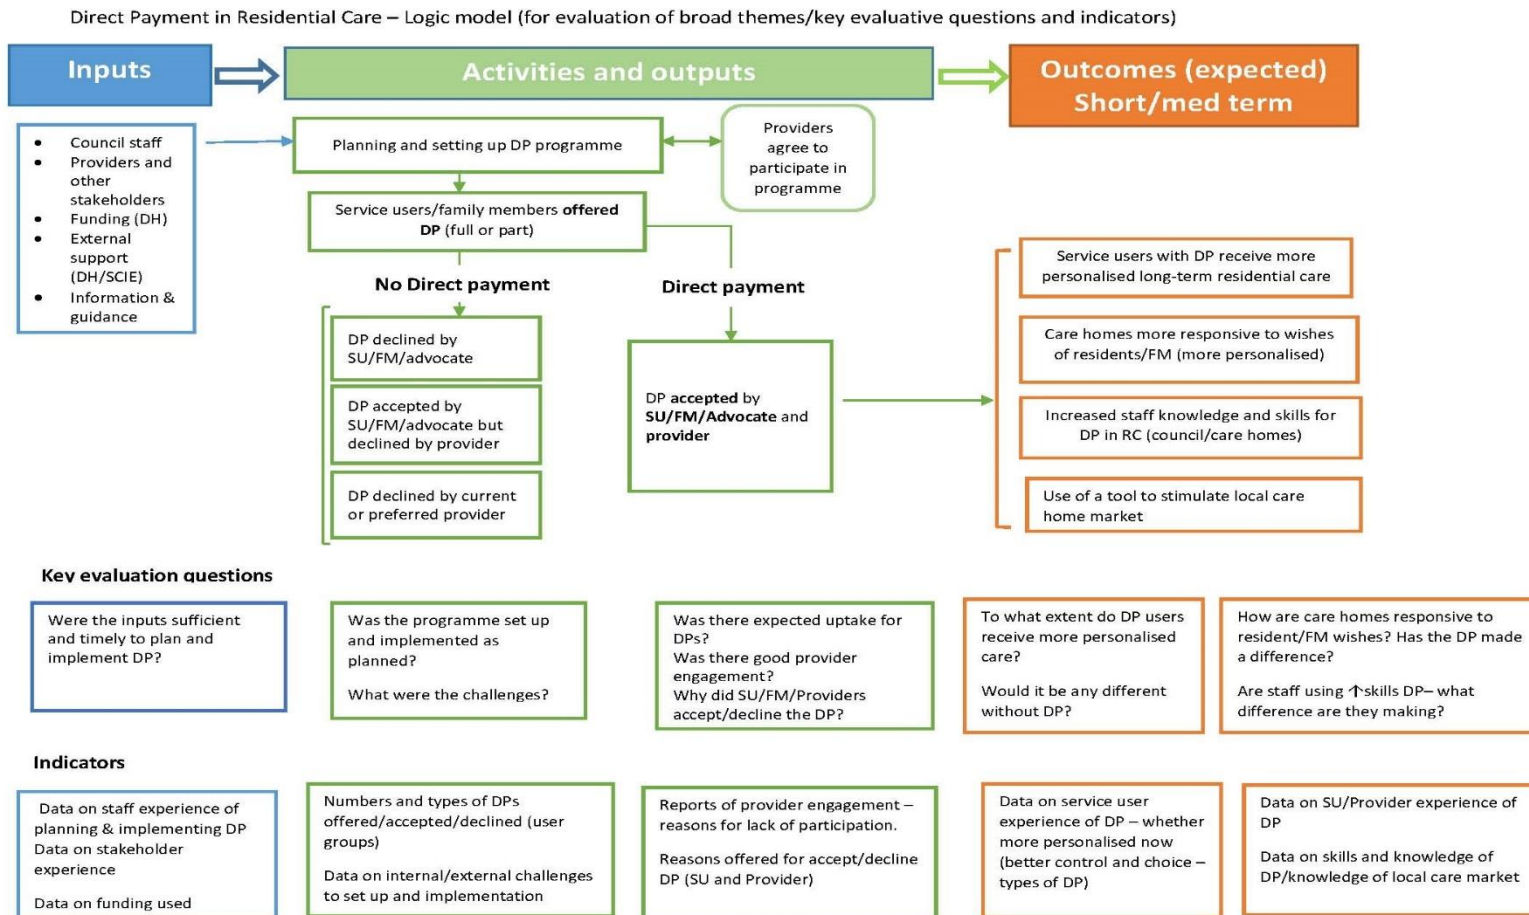 Direct Payment in Residential Care – Logic model (for evaluation of broad themes/key evaluative questions and indicators)
Inputs
Activities and outputs
Outcomes (expected)
Short/med term
• Council staff
• Providers and
other
stakeholders
• Funding (DH)
• External
support
(DH/SCIE)
• Information &
guidance
Planning and setting up DP programme
Providers
agree to
participate in
programme
Service users/family members offered
DP (full or part)
No Direct payment
Direct payment
DP declined by
SU/FM/advocate
DP accepted by
SU/FM/advocate but
declined by provider
DP declined by current
or preferred provider
DP accepted by
SU/FM/Advocate and
provider
Service users with DP receive more
personalised long-term residential care
Care homes more responsive to wishes
of residents/FM (more personalised)
Increased staff knowledge and skills for
DP in RC (council/care homes)
Use of a tool to stimulate local care
home market
Key evaluation questions
Were the inputs sufficient
and timely to plan and
implement DP?
Was the programme set up
and implemented as
planned?
What were the challenges?
Was there expected uptake for
DPs?
Was there good provider
engagement?
Why did SU/FM/Providers
accept/decline the DP?
To what extent do DP users
receive more personalised
care?
Would it be any different
without DP?
How are care homes responsive to
resident/FM wishes? Has the DP made
a difference?
Are staff using ↑skills DP– what
difference are they making?
Indicators
Data on staff experience of
planning & implementing DP
Data on stakeholder
experience
Data on funding used
Numbers and types of DPs
offered/accepted/declined (user
groups)
Data on internal/external challenges
to set up and implementation
Reports of provider engagement –
reasons for lack of participation.
Reasons offered for accept/decline
DP (SU and Provider)
Data on service user
experience of DP – whether
more personalised now
(better control and choice –
types of DP)
Data on SU/Provider experience of
DP
Data on skills and knowledge of
DP/knowledge of local care market